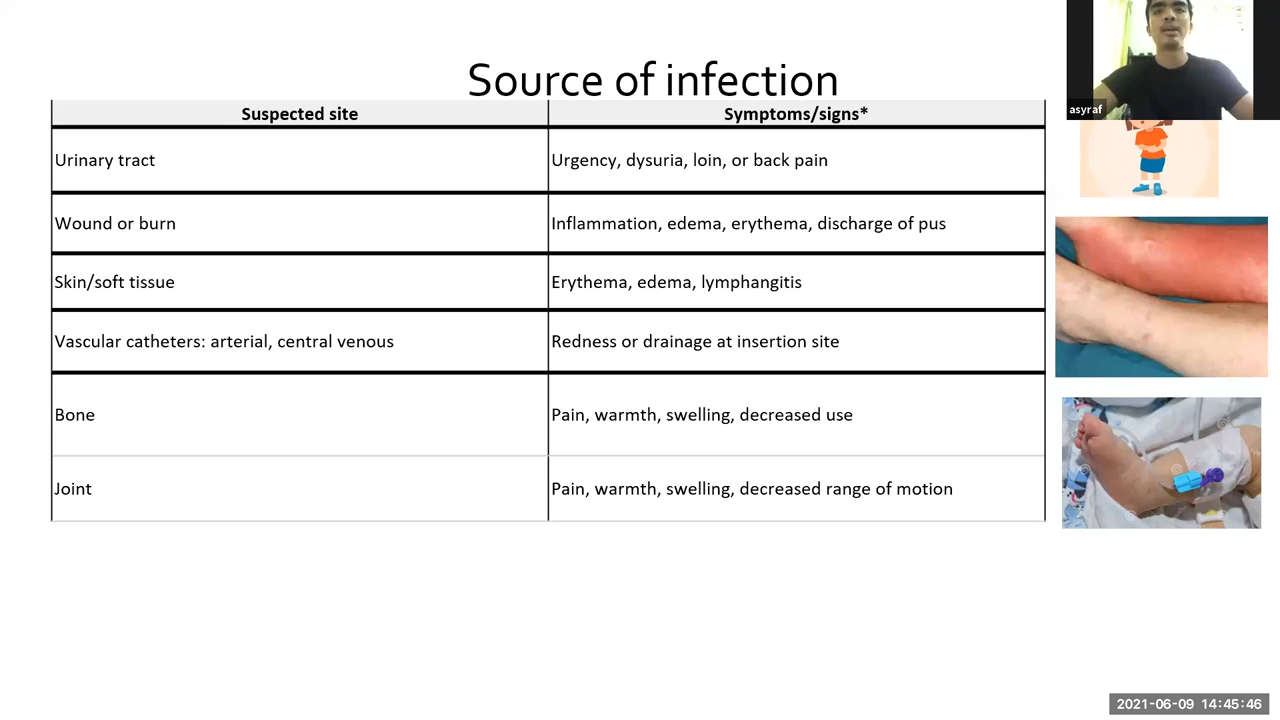 Source of infection
asyraf
Suspected site Symptoms/signs*
Urinary tract Urgency, dysuria, loin, or back pain
Wound or burn Inflammation, edema, erythema, discharge of pus
Skin/soft tissue Erythema, edema, lymphangitis
Vascular catheters: arterial, central venous Redness or drainage at insertion site
Bone Pain, warmth, swelling, decreased use
Joint Pain, warmth, swelling, decreased range of motion
2021-06-09 14:45:46